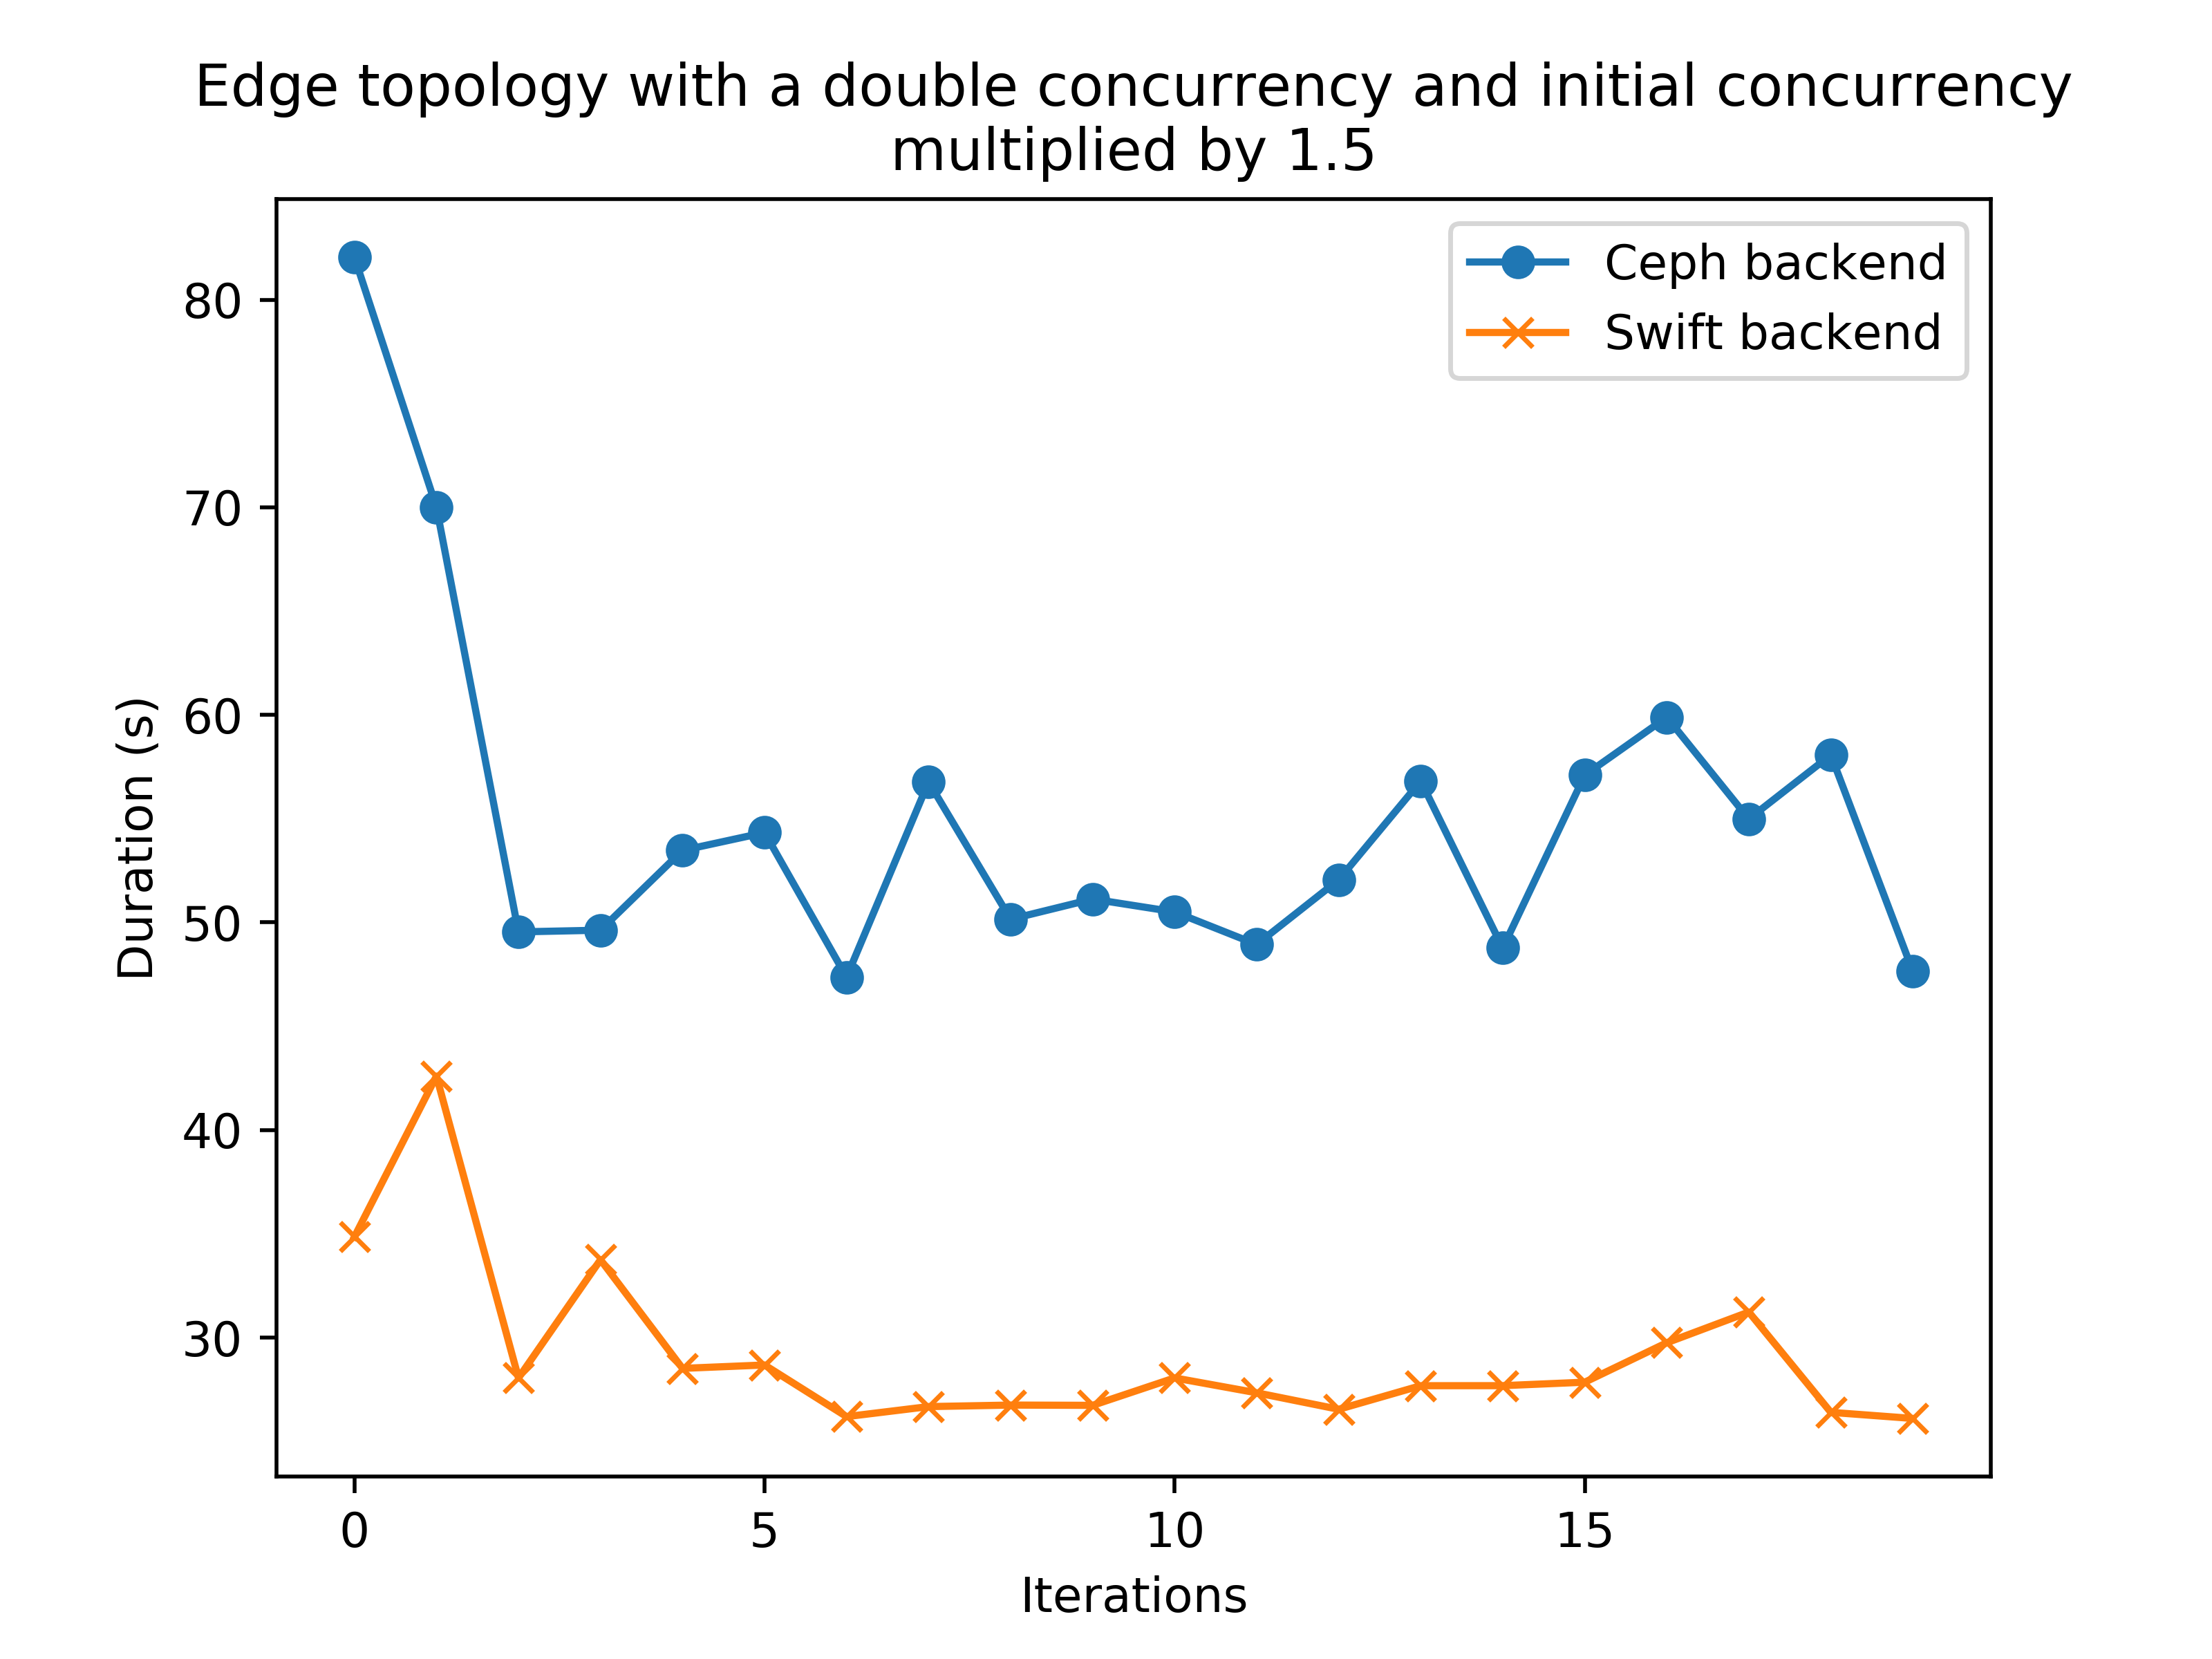 Edge topology with a double concurrency and initial concurrency
multiplied by 1.5
Ceph backend
Swift backend
Duration (s)
80
70
60
50
40
30
0 5 10 15
Iterations